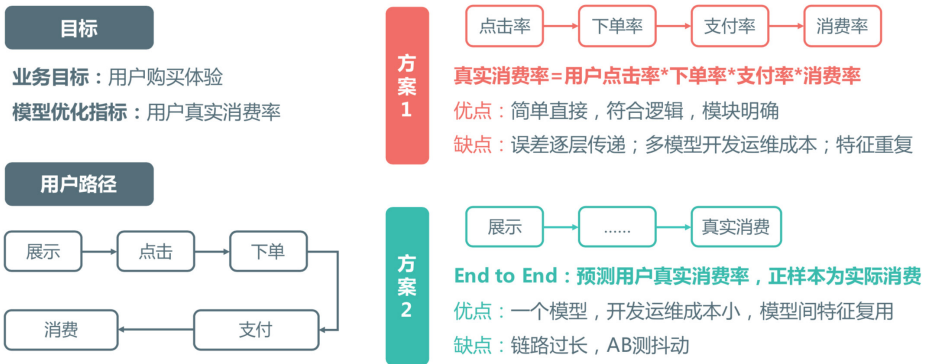 目标
业务目标：用户购买体验
模型优化指标：用户真实消费率
用户路径
展示
点击
下单
消费
支付
方案1
点击率
下单率
支付率
消费率
真实消费率=用户点击率*下单率*支付率*消费率
优点：简单直接，符合逻辑，模块明确
缺点：误差逐层传递；多模型开发运维成本；特征重复
方案2
展示
......
真实消费
End to End：预测用户真实消费率，正样本为实际消费
优点：一个模型，开发运维成本小，模型间特征复用
缺点：链路过长，AB测抖动